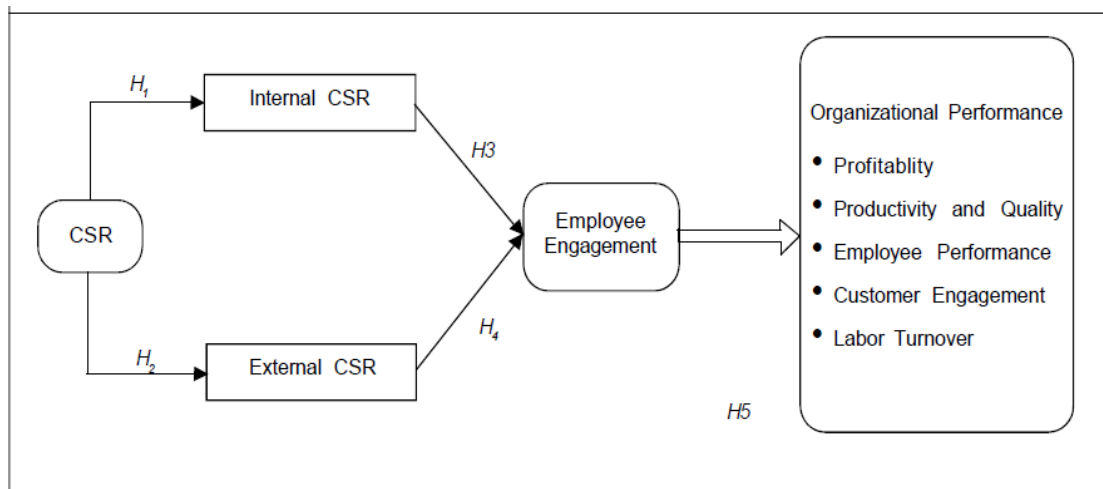 H1
Internal CSR
H3
CSR
Employee
Engagement
H4
H2
External CSR
H5
Organizational Performance
• Profitablity
• Productivity and Quality
• Employee Performance
• Customer Engagement
• Labor Turnover